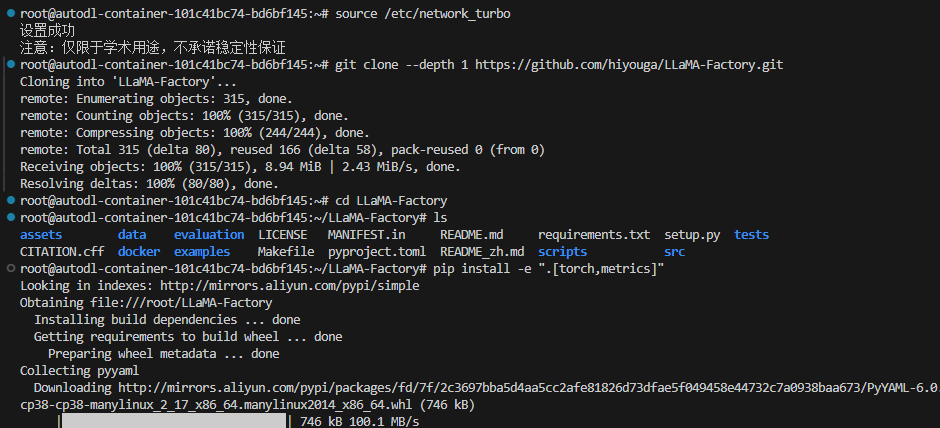 root@autodl-container-101c41bc74-bd6bf145:~# source /etc/network_turbo
设置成功
注意：仅限于学术用途，不承诺稳定性保证
root@autodl-container-101c41bc74-bd6bf145:~# git clone --depth 1 https://github.com/hiyouga/LLaMA-Factory.git
Cloning into 'LLaMA-Factory'...
remote: Enumerating objects: 315, done.
remote: Counting objects: 100% (315/315), done.
remote: Compressing objects: 100% (244/244), done.
remote: Total 315 (delta 80), reused 166 (delta 58), pack-reused 0 (from 0)
Receiving objects: 100% (315/315), 8.94 MiB | 2.43 MiB/s, done.
Resolving deltas: 100% (80/80), done.
root@autodl-container-101c41bc74-bd6bf145:~# cd LLaMA-Factory
root@autodl-container-101c41bc74-bd6bf145:~/LLaMA-Factory# ls
assets data evaluation LICENSE MANIFEST.in README.md requirements.txt setup.py tests
CITATION.cff docker examples Makefile pyproject.toml README_zh.md scripts src
root@autodl-container-101c41bc74-bd6bf145:~/LLaMA-Factory# pip install -e ".[torch,metrics]"
Looking in indexes: http://mirrors.aliyun.com/pypi/simple
Obtaining file:///root/LLaMA-Factory
Installing build dependencies ... done
Getting requirements to build wheel ... done
Preparing wheel metadata ... done
Collecting pyyaml
Downloading http://mirrors.aliyun.com/pypi/packages/fd/7f/2c3697bba5d4aa5cc2afe81826d73dfae5f049458e44732c7a0938baa673/PyYAML-6.0.
cp38-cp38-manylinux_2_17_x86_64.manylinux2014_x86_64.whl (746 kB)
| | 746 kB 100.1 MB/s